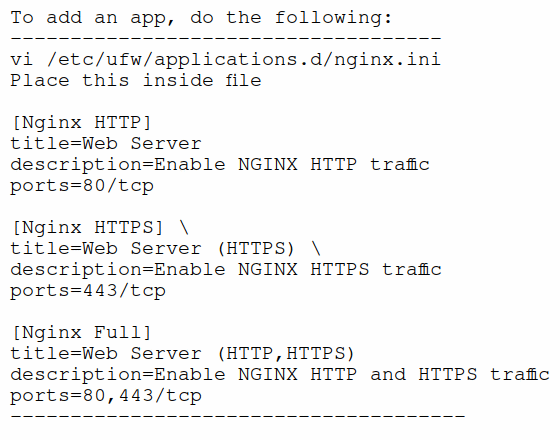 To add an app, do the following:
------------------------------------
vi /etc/ufw/applications.d/nginx.ini
Place this inside file
[Nginx HTTP]
title=Web Server
description=Enable NGINX HTTP traffic
ports=80/tcp
[Nginx HTTPS] \
title=Web Server (HTTPS) \
description=Enable NGINX HTTPS traffic
ports=443/tcp
[Nginx Full]
title=Web Server (HTTP,HTTPS)
description=Enable NGINX HTTP and HTTPS traffic
ports=80,443/tcp
--------------------------------------